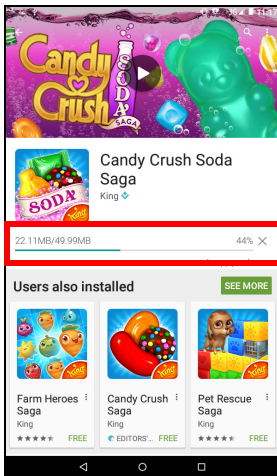 Candy
SODA
Crush
SAGA
SODA
King
Candy Crush Soda
Saga
King
22.11MB/49.99MB 44%
Users also installed SEE MORE
King
King
King
Farm Heroes
Saga
King
FREE
Candy Crush
Saga
King
EDITORS'... FREE
Pet Rescue
Saga
King
FREE